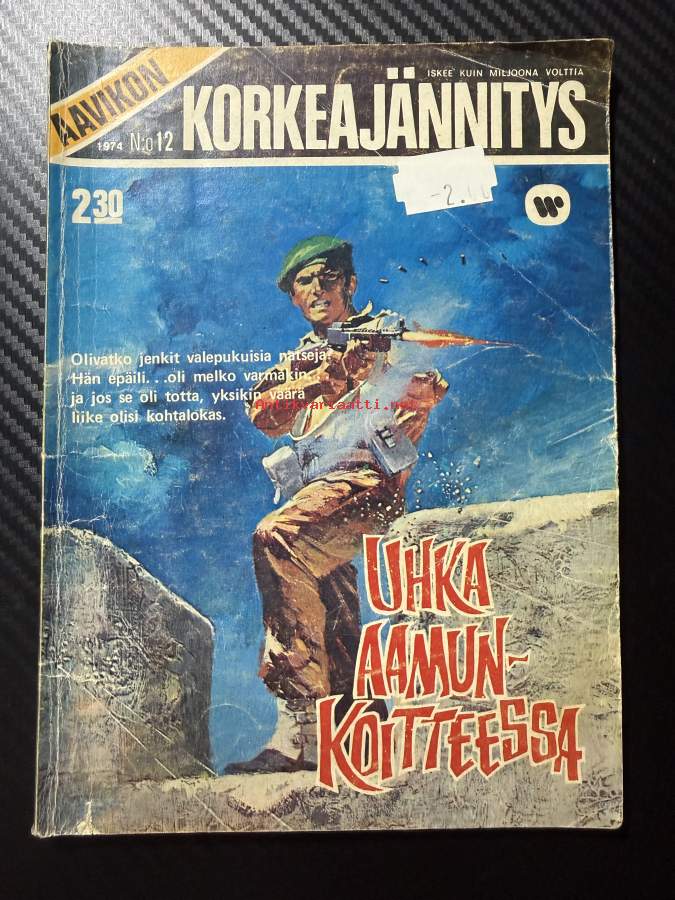 AAVIKON
ISKEE KUIN MILJOONA VOLTTIA
KORKEAJÄNNITYS
1974 N:o 12
2.30
Olivatko jenkit valepukuisia natseja?
Hän epäili...oli melko varmakin...
ja jos se oli totta, yksikin väärä
liike olisi kohtalokas.
Antikvariaatti.net
UHKA
AAMUN-
KOITTEESSA